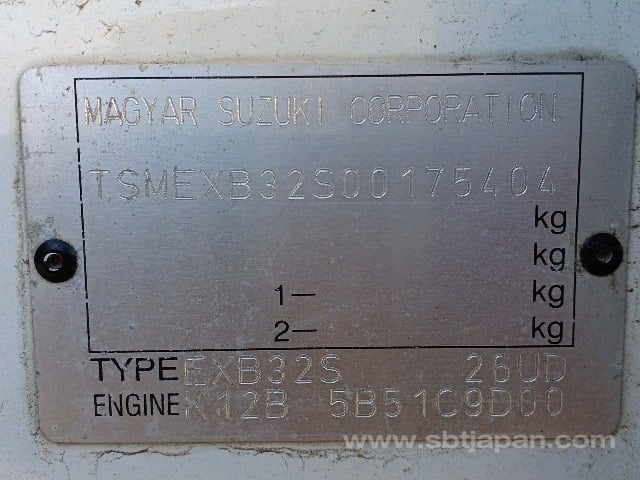 MAGYAR SUZUKI CORPORATION
TSMEXB32S00175404
kg
kg
1— kg
2— kg
TYPE EXB32S 26UD
ENGINE K12B 5B51C9D00
www.sbtjapan.com